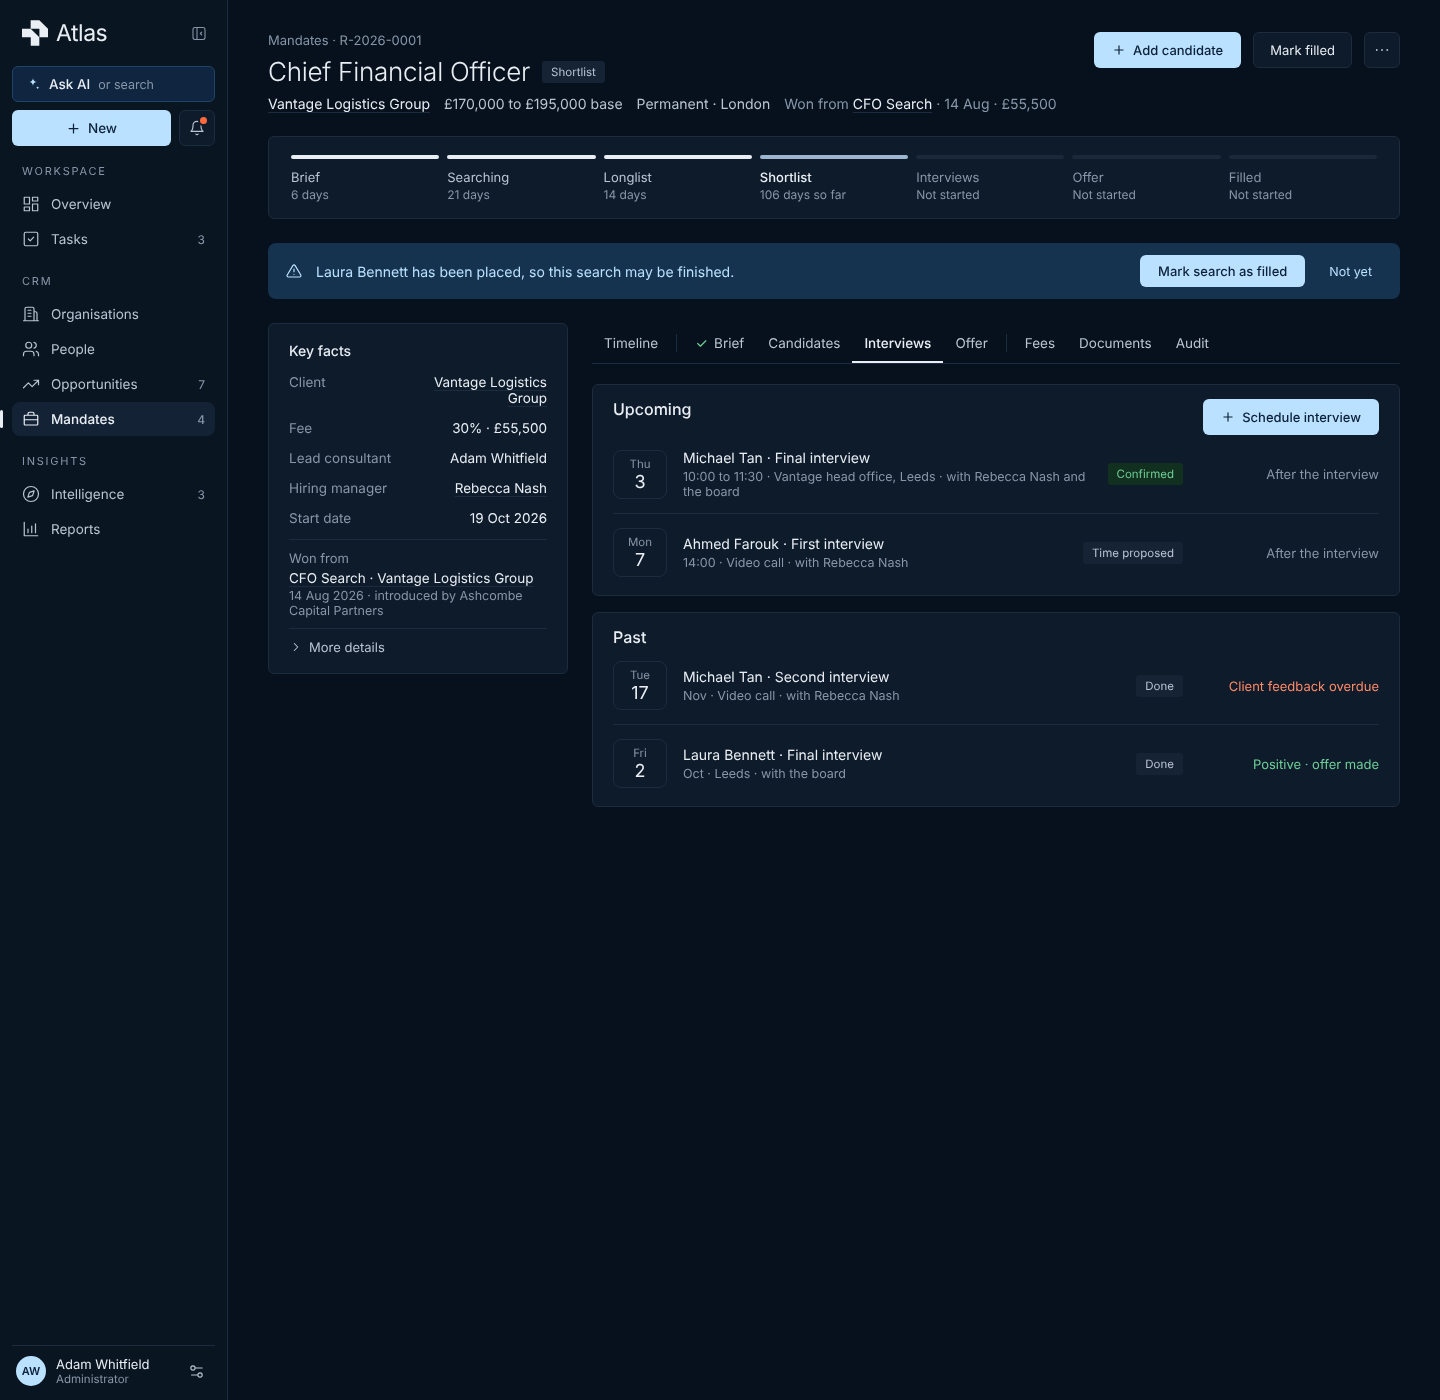 Atlas
Ask AI or search
New
WORKSPACE
Overview
Tasks 3
CRM
Organisations
People
Opportunities 7
Mandates 4
INSIGHTS
Intelligence 3
Reports
AW
Adam Whitfield
Administrator
Mandates · R-2026-0001
Chief Financial Officer Shortlist
Vantage Logistics Group £170,000 to £195,000 base Permanent · London Won from CFO Search · 14 Aug · £55,500
Add candidate
Mark filled
Brief
6 days
Searching
21 days
Longlist
14 days
Shortlist
106 days so far
Interviews
Not started
Offer
Not started
Filled
Not started
Laura Bennett has been placed, so this search may be finished.
Mark search as filled
Not yet
Key facts
Client Vantage Logistics
Group
Fee 30% · £55,500
Lead consultant Adam Whitfield
Hiring manager Rebecca Nash
Start date 19 Oct 2026
Won from
CFO Search · Vantage Logistics Group
14 Aug 2026 · introduced by Ashcombe
Capital Partners
More details
Timeline Brief Candidates Interviews Offer Fees Documents Audit
Upcoming
Schedule interview
Thu
3
Michael Tan · Final interview
10:00 to 11:30 · Vantage head office, Leeds · with Rebecca Nash and
the board
Confirmed
After the interview
Mon
7
Ahmed Farouk · First interview
14:00 · Video call · with Rebecca Nash
Time proposed
After the interview
Past
Tue
17
Michael Tan · Second interview
Nov · Video call · with Rebecca Nash
Done
Client feedback overdue
Fri
2
Laura Bennett · Final interview
Oct · Leeds · with the board
Done
Positive · offer made